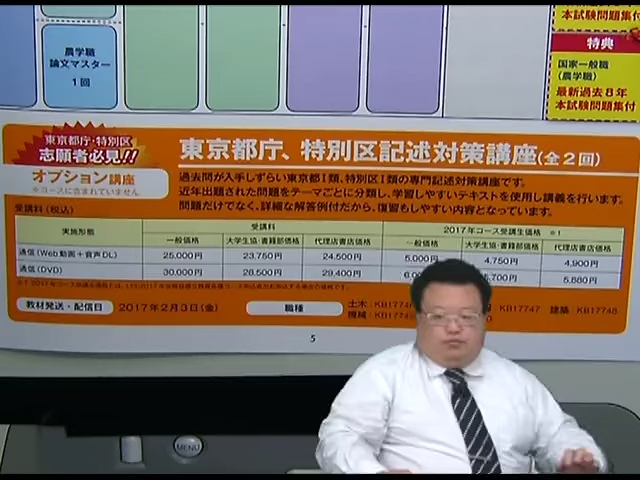 農学職
論文マスター
1回
本試験問題集付
特典
国家一般職
(農学職)
最新過去8年
本試験問題集付
東京都庁・特別区
志願者必見!!
オプション講座
※コースに含まれていません
東京都庁、特別区記述対策講座(全2回)
過去問が入手しずらい東京都Ⅰ類、特別区Ⅰ類の専門記述対策講座です。
近年出題された問題をテーマごとに分類し、学習しやすいテキストを使用し講義を行います。
問題だけでなく、詳細な解答例付だから、復習もしやすい内容となっています。
受講料(税込)
実施形態 受講料 2017年コース受講生価格 ※1
一般価格 大学生協・書籍部価格 代理店書店価格 一般価格 大学生協・書籍部価格 代理店書店価格
通信(Web動画+音声DL) 25,000円 23,750円 24,500円 5,000円 4,750円 4,900円
通信(DVD) 30,000円 28,500円 29,400円 700円 5,880円
教材発送・配信日 2017年2月3日(金) 職種 土木:KB1774 KB17747 建築:KB17748
機械:KB1774
5
MENU